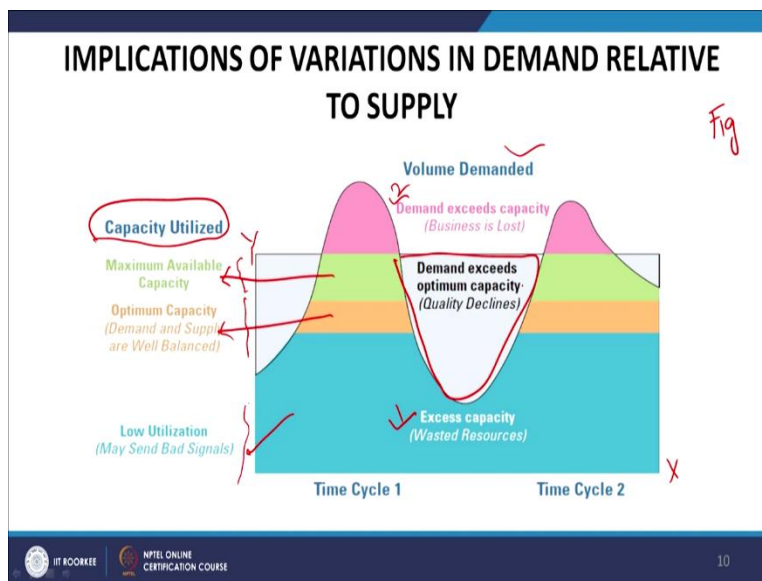 IMPLICATIONS OF VARIATIONS IN DEMAND RELATIVE
TO SUPPLY
Fig
Volume Demanded
2
Demand exceeds capacity
(Business is Lost)
Capacity Utilized
Y
Maximum Available
Capacity
Demand exceeds
optimum capacity
(Quality Declines)
Optimum Capacity
(Demand and Supply
are Well Balanced)
1
Excess capacity
(Wasted Resources)
Low Utilization
(May Send Bad Signals)
X
Time Cycle 1
Time Cycle 2
IIT ROORKEE
NPTEL ONLINE
CERTIFICATION COURSE
10